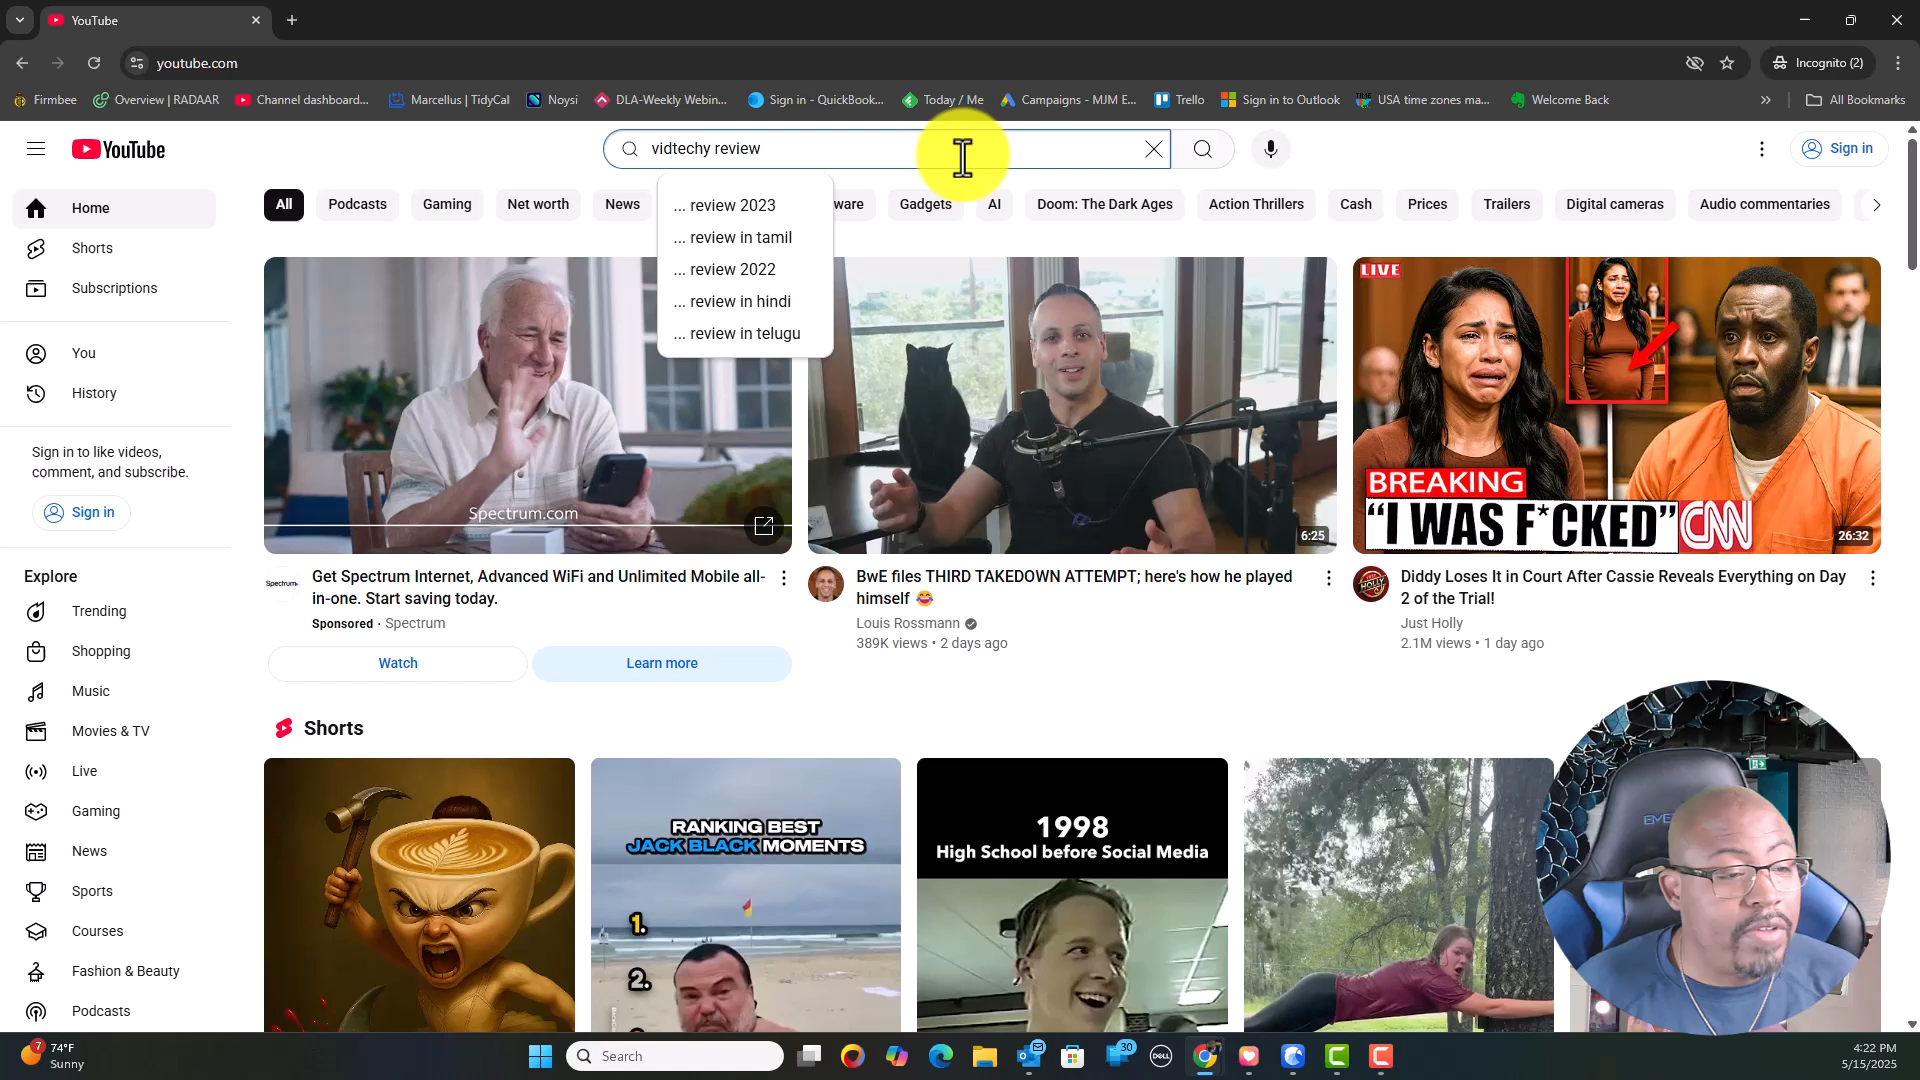 YouTube
youtube.com
Incognito (2)
Firmbee
Overview | RADAAR
Channel dashboard...
Marcellus | TidyCal
Noysi
DLA-Weekly Webin...
Sign in - QuickBook...
Today / Me
Campaigns - MJM E...
Trello
Sign in to Outlook
USA time zones ma...
Welcome Back
All Bookmarks
YouTube
vidtechy review
Sign in
All
Podcasts
Gaming
Net worth
News
ware
Gadgets
AI
Doom: The Dark Ages
Action Thrillers
Cash
Prices
Trailers
Digital cameras
Audio commentaries
... review 2023
... review in tamil
... review 2022
... review in hindi
... review in telugu
Home
Shorts
Subscriptions
You
History
Sign in to like videos,
comment, and subscribe.
Sign in
Explore
Trending
Shopping
Music
Movies & TV
Live
Gaming
News
Sports
Courses
Fashion & Beauty
Podcasts
Spectrum.com
Spectrum
Get Spectrum Internet, Advanced WiFi and Unlimited Mobile all-
in-one. Start saving today.
Sponsored · Spectrum
Watch
Learn more
6:25
BwE files THIRD TAKEDOWN ATTEMPT; here's how he played
himself 😂
Louis Rossmann
389K views • 2 days ago
LIVE
BREAKING
"I WAS F*CKED"
CNN
26:32
HOLLY
Diddy Loses It in Court After Cassie Reveals Everything on Day
2 of the Trial!
Just Holly
2.1M views • 1 day ago
Shorts
RANKING BEST
JACK BLACK MOMENTS
1.
2.
1998
High School before Social Media
7
74°F
Sunny
Search
30
DELL
4:22 PM
5/15/2025